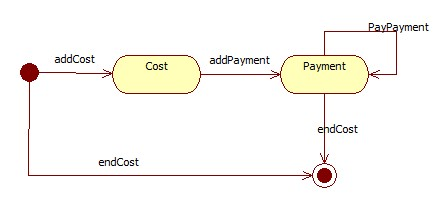 PayPayment
addCost
Cost
addPayment
Payment
endCost
endCost